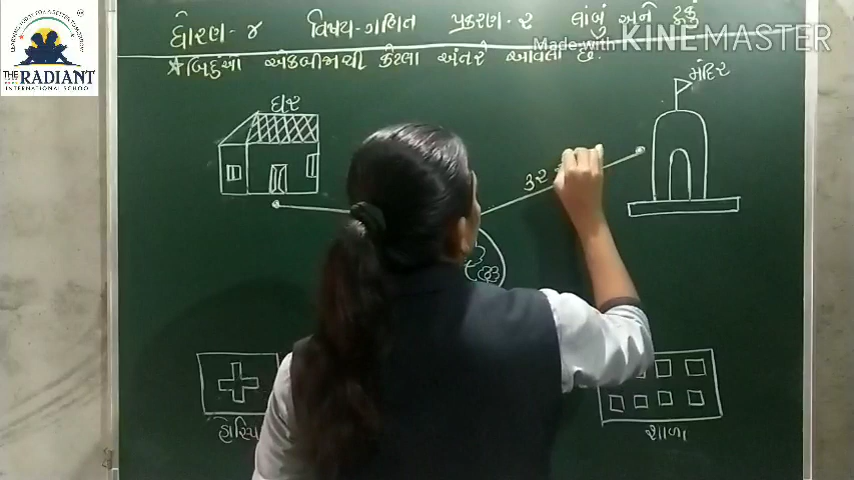 ધોરણ-૪ વિષય-ગણિત પ્રકરણ-૨ લાંબું અને ટૂંકું
Made with KINEMASTER
THE RADIANT
INTERNATIONAL SCHOOL
★બિંદુઓ એકબીજાથી કેટલા અંતરે આવેલા છે.
મંદિર
ઘર
૩૨
હોસ્પિ
શાળા